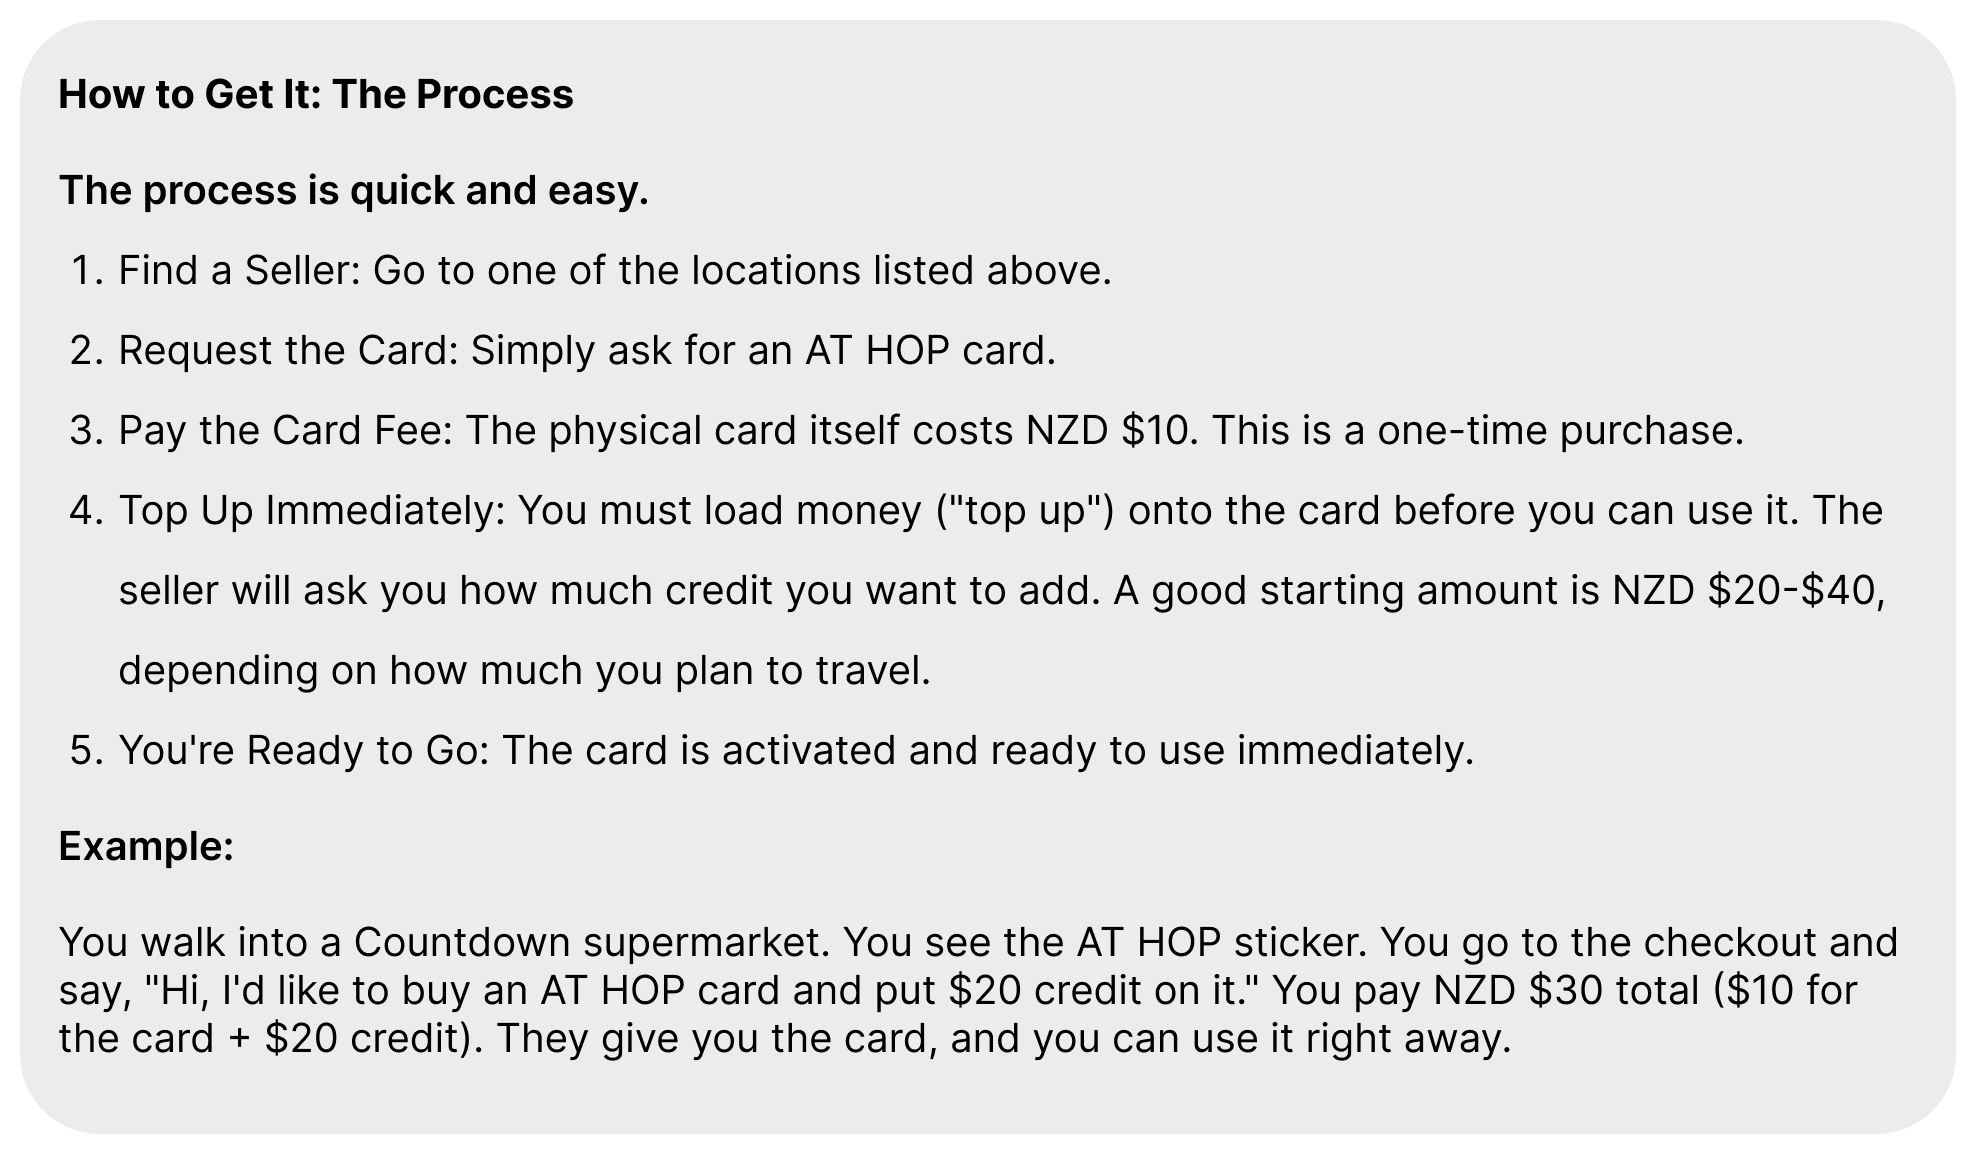 How to Get It: The Process
The process is quick and easy.
1. Find a Seller: Go to one of the locations listed above.
2. Request the Card: Simply ask for an AT HOP card.
3. Pay the Card Fee: The physical card itself costs NZD $10. This is a one-time purchase.
4. Top Up Immediately: You must load money ("top up") onto the card before you can use it. The
seller will ask you how much credit you want to add. A good starting amount is NZD $20-$40,
depending on how much you plan to travel.
5. You're Ready to Go: The card is activated and ready to use immediately.
Example:
You walk into a Countdown supermarket. You see the AT HOP sticker. You go to the checkout and
say, "Hi, I'd like to buy an AT HOP card and put $20 credit on it." You pay NZD $30 total ($10 for
the card + $20 credit). They give you the card, and you can use it right away.